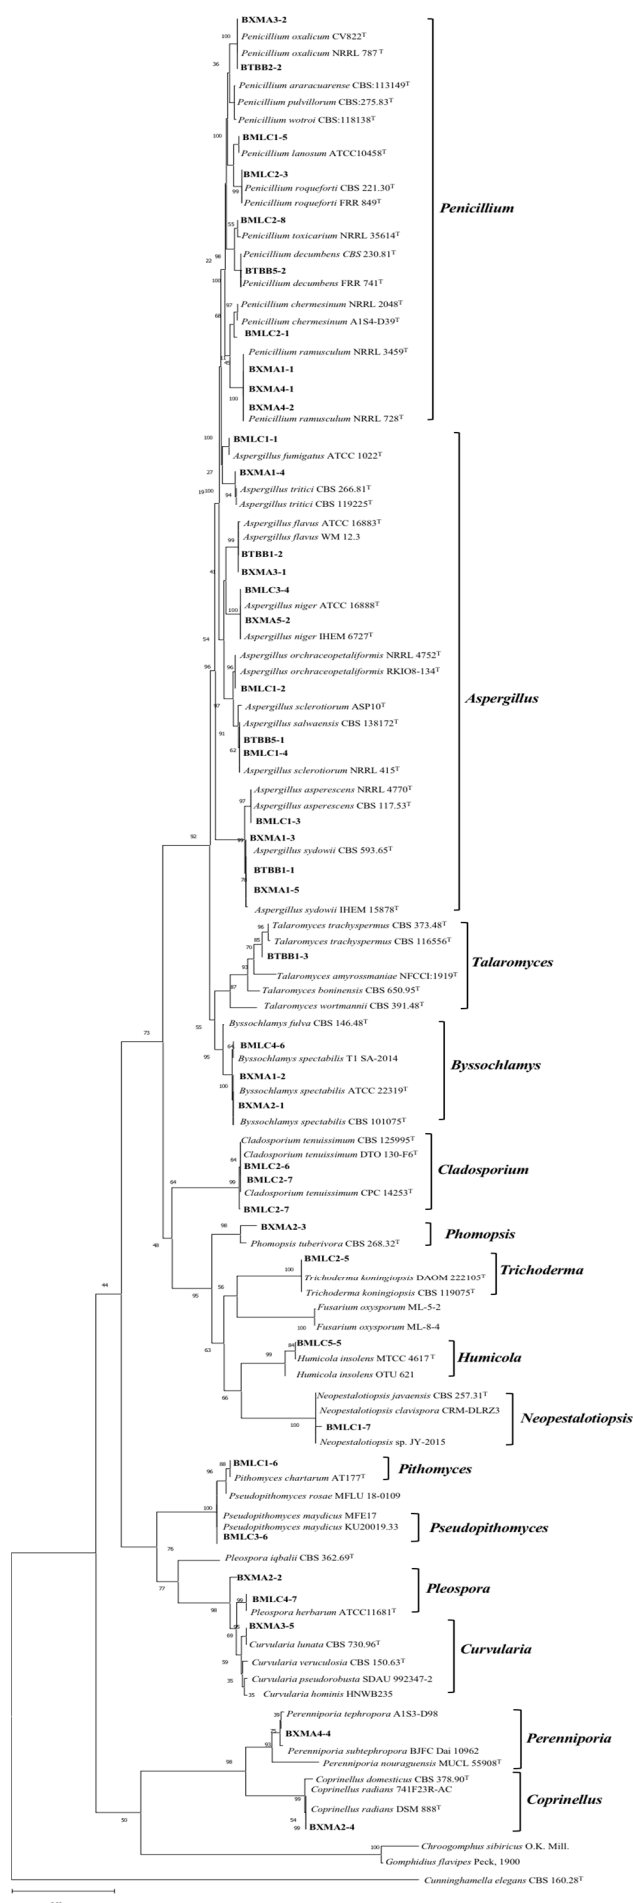 BXMA3-2
Penicillium oxalicum CV822T
Penicillium oxalicum NRRL 787T
BTBB2-2
Penicillium araracuarense CBS:113149T
Penicillium pulvillorum CBS:275.83T
Penicillium wotroi CBS:118138T
BMLC1-5
Penicillium lanosum ATCC10458T
BMLC2-3
Penicillium roqueforti CBS 221.30T
Penicillium roqueforti FRR 849T
Penicillium
BMLC2-8
Penicillium toxicarium NRRL 35614T
Penicillium decumbens CBS 230.81T
BTBB5-2
Penicillium decumbens FRR 741T
Penicillium chermesinum NRRL 2048T
Penicillium chermesinum A1S4-D39T
BMLC2-1
Penicillium ramusculum NRRL 3459T
BXMA1-1
BXMA4-1
BXMA4-2
Penicillium ramusculum NRRL 728T
BMLC1-1
Aspergillus fumigatus ATCC 1022T
BXMA1-4
Aspergillus tritici CBS 266.81T
Aspergillus tritici CBS 119225T
Aspergillus flavus ATCC 16883T
Aspergillus flavus WM 12.3
BTBB1-2
BXMA3-1
BMLC3-4
Aspergillus niger ATCC 16888T
BXMA5-2
Aspergillus niger IHEM 6727T
Aspergillus orchraceopetaliformis NRRL 4752T
Aspergillus orchraceopetaliformis RKIO8-134T
BMLC1-2
Aspergillus
Aspergillus sclerotiorum ASP10T
Aspergillus salwaensis CBS 138172T
BTBB5-1
BMLC1-4
Aspergillus sclerotiorum NRRL 415T
Aspergillus asperescens NRRL 4770T
Aspergillus asperescens CBS 117.53T
BMLC1-3
BXMA1-3
Aspergillus sydowii CBS 593.65T
BTBB1-1
BXMA1-5
Aspergillus sydowii IHEM 15878T
Talaromyces trachyspermus CBS 373.48T
Talaromyces trachyspermus CBS 116556T
BTBB1-3
Talaromyces
Talaromyces amyrossmaniae NFCCI:1919T
Talaromyces boninensis CBS 650.95T
Talaromyces wortmannii CBS 391.48T
Byssochlamys fulva CBS 146.48T
BMLC4-6
Byssochlamys spectabilis T1 SA-2014
Byssochlamys
BXMA1-2
Byssochlamys spectabilis ATCC 22319T
BXMA2-1
Byssochlamys spectabilis CBS 101075T
Cladosporium tenuissimum CBS 125995T
Cladosporium tenuissimum DTO 130-F6T
BMLC2-6
Cladosporium
BMLC2-7
Cladosporium tenuissimum CPC 14253T
BMLC2-7
BXMA2-3
Phomopsis
Phomopsis tuberivora CBS 268.32T
BMLC2-5
Trichoderma
Trichoderma koningiopsis DAOM 222105T
Trichoderma koningiopsis CBS 119075T
Fusarium oxysporum ML-5-2
Fusarium oxysporum ML-8-4
BMLC5-5
Humicola insolens MTCC 4617T
Humicola
Humicola insolens OTU 621
Neopestalotiopsis javaensis CBS 257.31T
Neopestalotiopsis clavispora CRM-DLRZ3
Neopestalotiopsis
BMLC1-7
Neopestalotiopsis sp. JY-2015
BMLC1-6
Pithomyces
Pithomyces chartarum AT177T
Pseudopithomyces rosae MFLU 18-0109
Pseudopithomyces maydicus MFE17
Pseudopithomyces maydicus KU20019.33
Pseudopithomyces
BMLC3-6
Pleospora iqbalii CBS 362.69T
BXMA2-2
Pleospora
BMLC4-7
Pleospora herbarum ATCC11681T
BXMA3-5
Curvularia lunata CBS 730.96T
Curvularia
Curvularia veruculosia CBS 150.63T
Curvularia pseudorobusta SDAU 992347-2
Curvularia hominis HNWB235
Perenniporia tephropora A1S3-D98
BXMA4-4
Perenniporia
Perenniporia subtephropora BJFC Dai 10962
Perenniporia nouraguensis MUCL 55908T
Coprinellus domesticus CBS 378.90T
Coprinellus radians 741F23R-AC
Coprinellus
Coprinellus radians DSM 888T
BXMA2-4
Chroogomphus sibiricus O.K. Mill.
Gomphidius flavipes Peck, 1900
Cunninghamella elegans CBS 160.28T